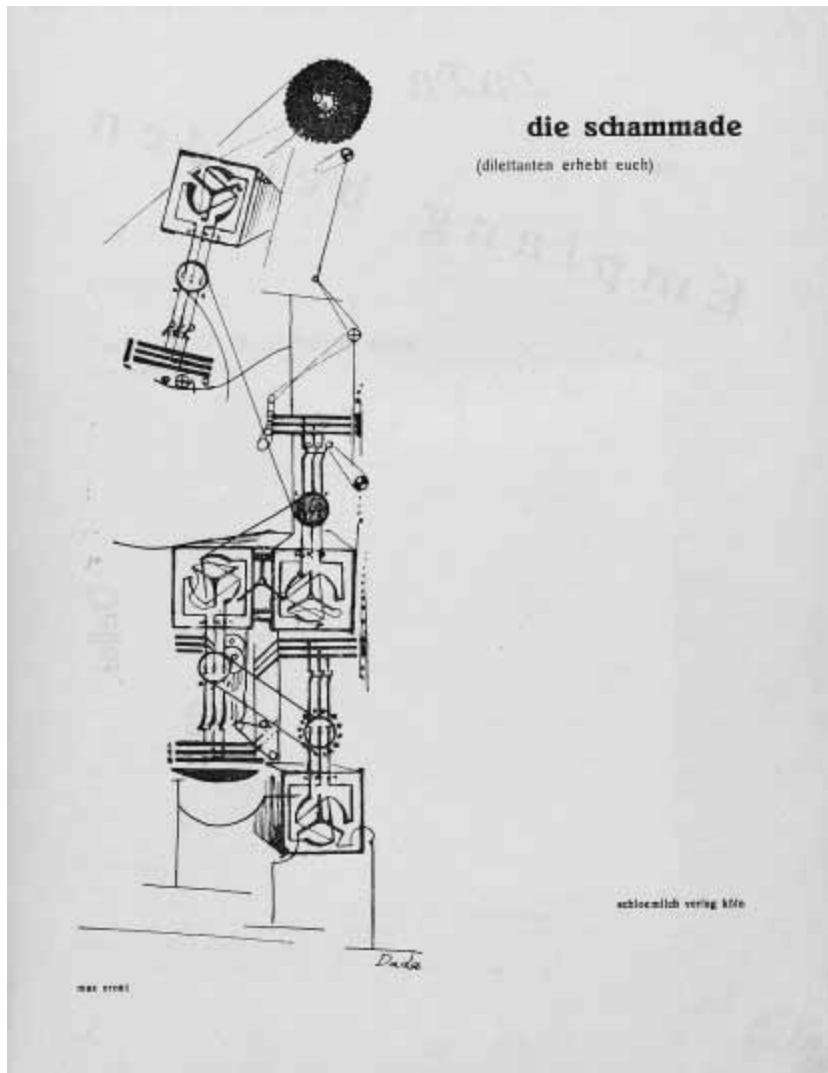 die schammade
(dilettanten erhebt euch)
schloemilch verlag köln
Dada
max ernst